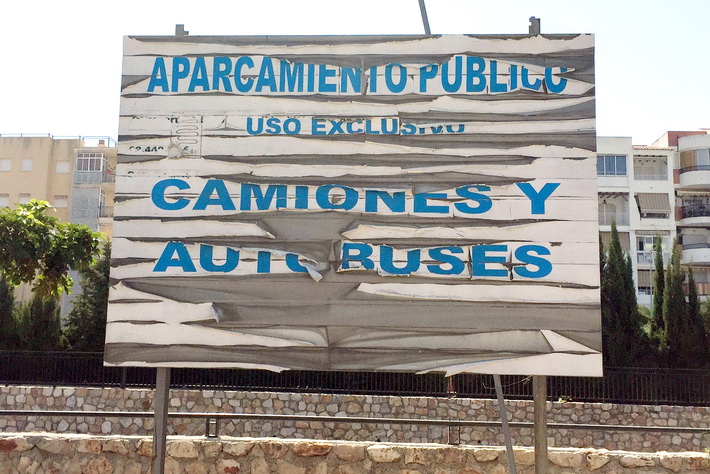 APARCAMIENTO PUBLICO
USO EXCLUSIVO
CAMIONES Y
AUTOBUSES